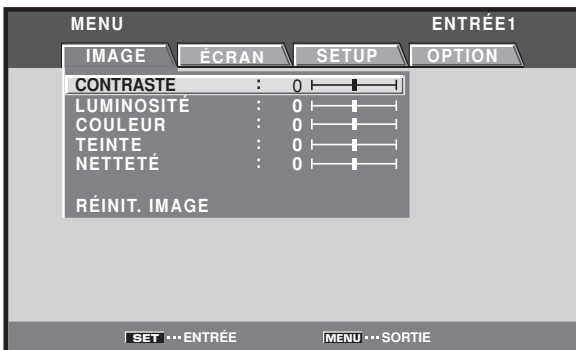 MENU ENTRÉE1
IMAGE ÉCRAN SETUP OPTION
CONTRASTE : 0
LUMINOSITÉ : 0
COULEUR : 0
TEINTE : 0
NETTETÉ : 0
RÉINIT. IMAGE
SET ··· ENTRÉE MENU ··· SORTIE